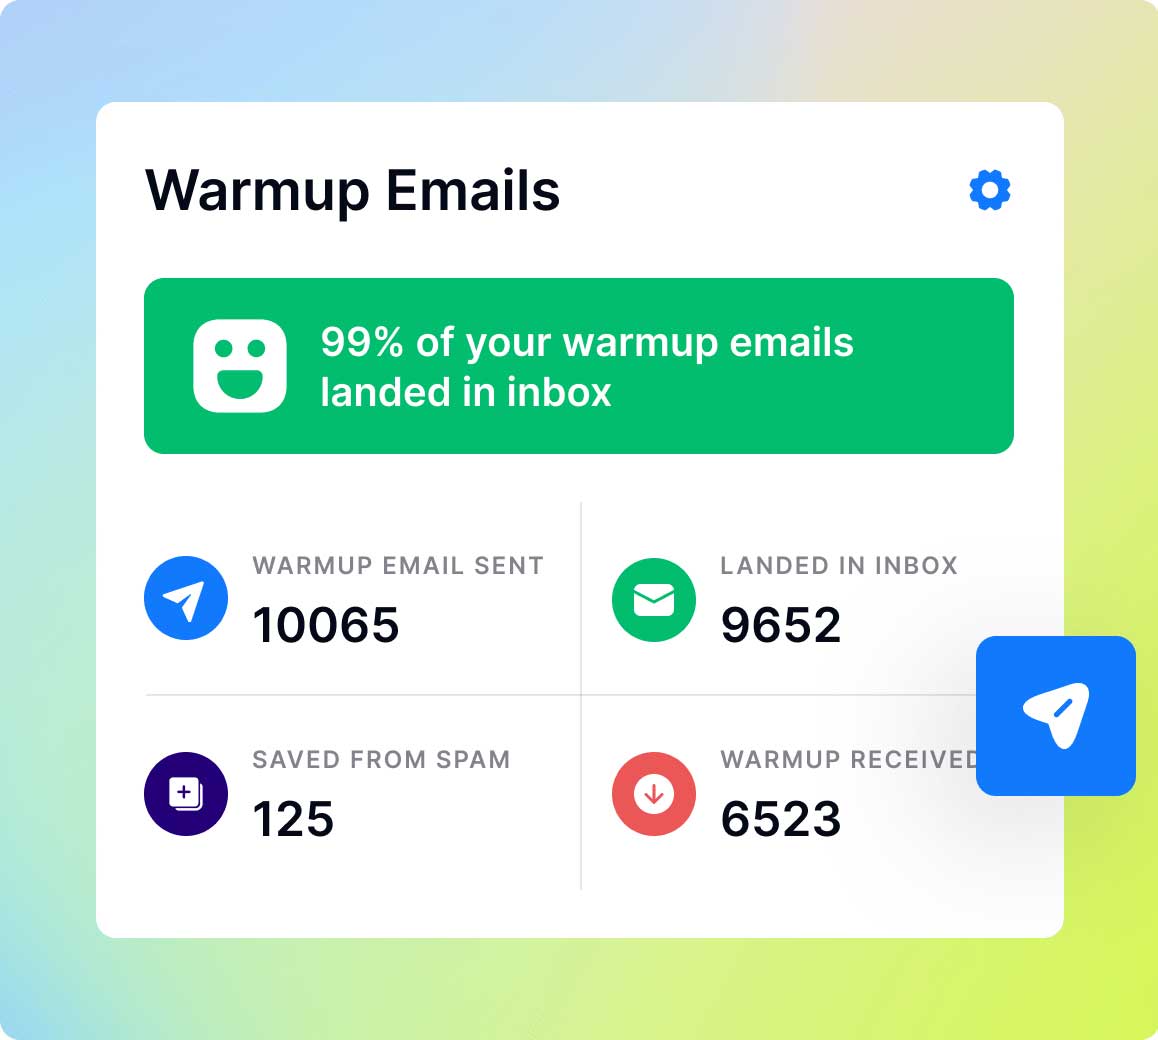 Warmup Emails
99% of your warmup emails
landed in inbox
WARMUP EMAIL SENT
10065
LANDED IN INBOX
9652
SAVED FROM SPAM
125
WARMUP RECEIVED
6523